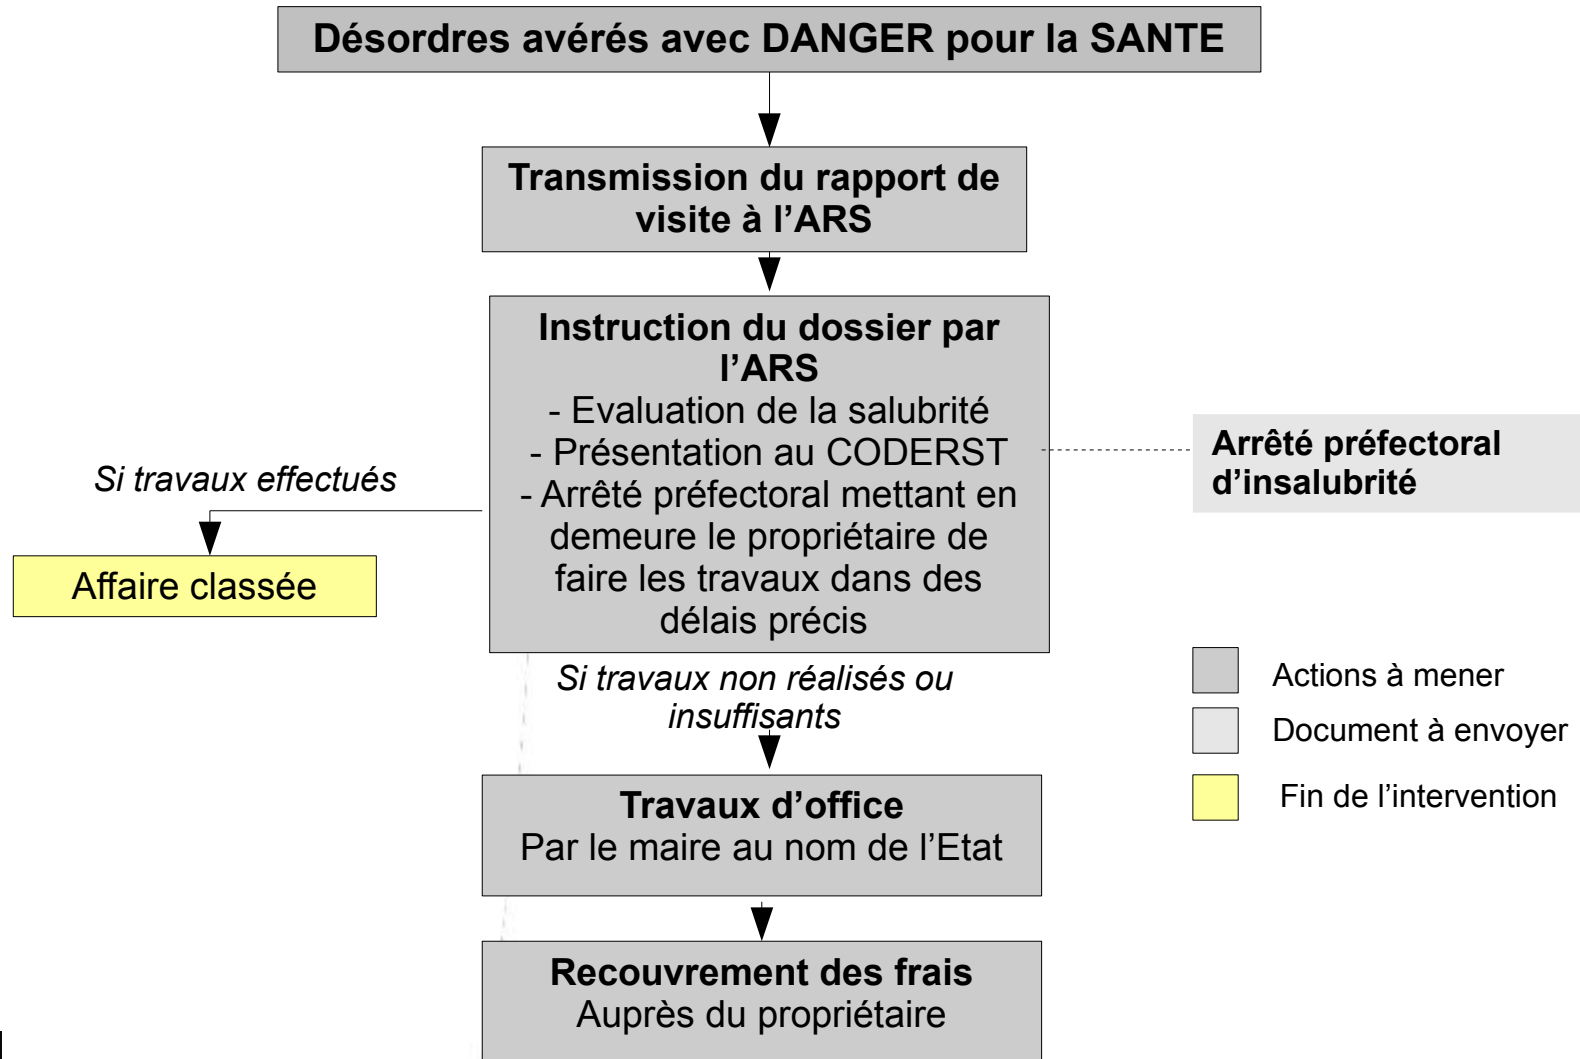 Désordres avérés avec DANGER pour la SANTE
Transmission du rapport de
visite à l’ARS
Instruction du dossier par
l’ARS
- Evaluation de la salubrité
- Présentation au CODERST
- Arrêté préfectoral mettant en
demeure le propriétaire de
faire les travaux dans des
délais précis
Arrêté préfectoral
d’insalubrité
Si travaux effectués
Affaire classée
Si travaux non réalisés ou
insuffisants
Travaux d’office
Par le maire au nom de l’Etat
Recouvrement des frais
Auprès du propriétaire
Actions à mener
Document à envoyer
Fin de l’intervention